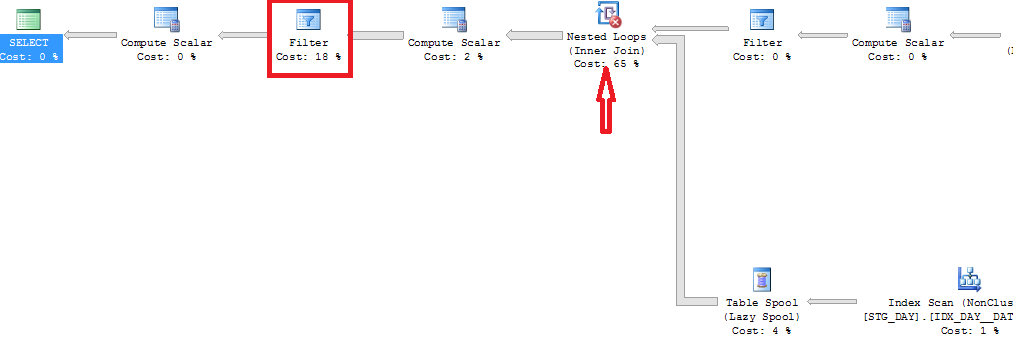 SELECT
Cost: 0 %
Compute Scalar
Cost: 0 %
Filter
Cost: 18 %
Compute Scalar
Cost: 2 %
Nested Loops
(Inner Join)
Cost: 65 %
Filter
Cost: 0 %
Compute Scalar
Cost: 0 %
Table Spool
(Lazy Spool)
Cost: 4 %
Index Scan (NonClus
[STG_DAY].[IDX_DAY__DAT
Cost: 1 %